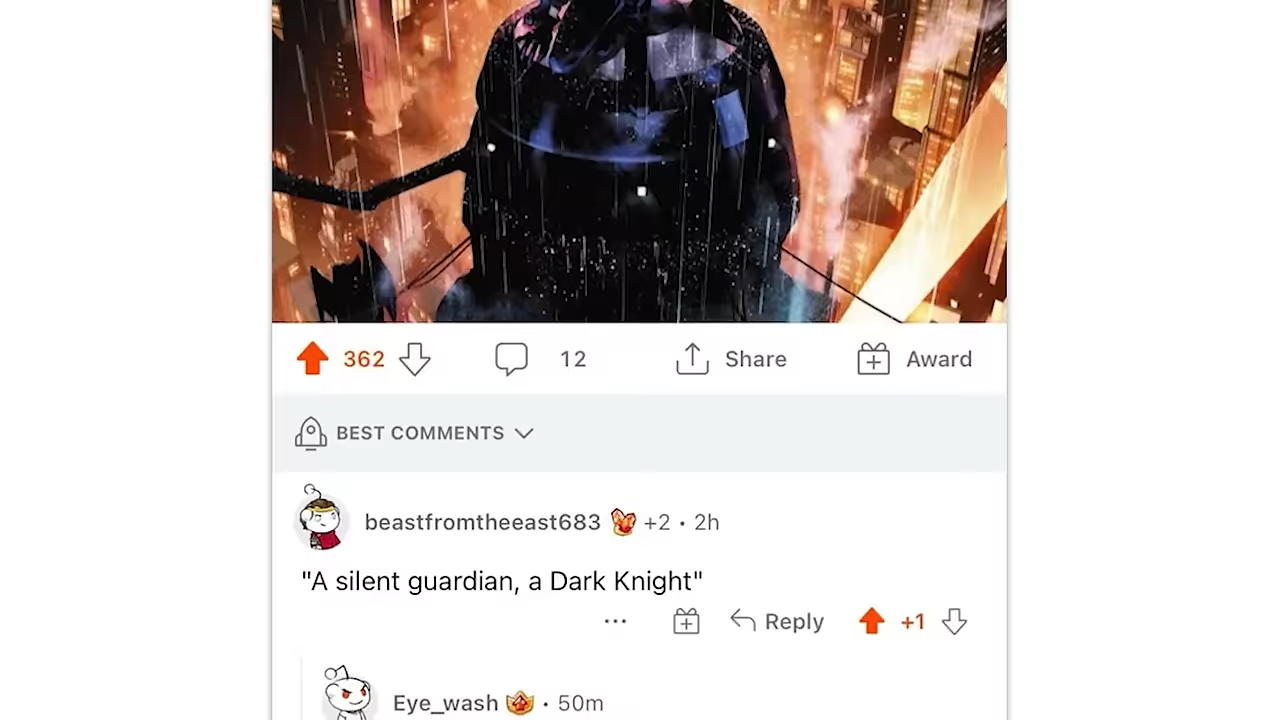 362 12 Share Award
BEST COMMENTS
beastfromtheeast683 +2 • 2h
"A silent guardian, a Dark Knight"
... Reply +1
Eye_wash • 50m